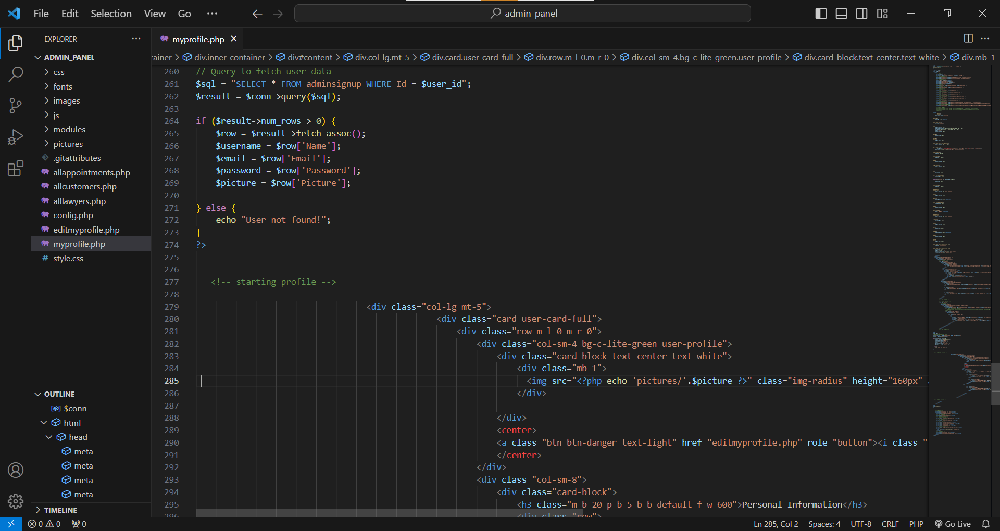 File Edit Selection View Go ··· admin_panel
EXPLORER ···
myprofile.php
ADMIN_PANEL
css
fonts
images
js
modules
pictures
.gitattributes
allappointments.php
allcustomers.php
alllawyers.php
config.php
editmyprofile.php
myprofile.php
# style.css
OUTLINE
$conn
html
head
meta
meta
meta
meta
TIMELINE
tainer > div.inner_container > div#content > div.col-lg.mt-5 > div.card.user-card-full > div.row.m-l-0.m-r-0 > div.col-sm-4.bg-c-lite-green.user-profile > div.card-block.text-center.text-white > div.mb-1
260 // Query to fetch user data
261 $sql = "SELECT * FROM adminsignup WHERE Id = $user_id";
262 $result = $conn->query($sql);
263
264 if ($result->num_rows > 0) {
265 $row = $result->fetch_assoc();
266 $username = $row['Name'];
267 $email = $row['Email'];
268 $password = $row['Password'];
269 $picture = $row['Picture'];
270
271 } else {
272 echo "User not found!";
273 }
274 ?>
275
276
277 <!-- starting profile -->
278
279 <div class="col-lg mt-5">
280 <div class="card user-card-full">
281 <div class="row m-l-0 m-r-0">
282 <div class="col-sm-4 bg-c-lite-green user-profile">
283 <div class="card-block text-center text-white">
284 <div class="mb-1">
285 <img src="<?php echo 'pictures/'.$picture ?>" class="img-radius" height="160px"
286 </div>
287
288 </div>
289 <center>
290 <a class="btn btn-danger text-light" href="editmyprofile.php" role="button"><i class="
291 </center>
292 </div>
293 <div class="col-sm-8">
294 <div class="card-block">
295 <h3 class="m-b-20 p-b-5 b-b-default f-w-600">Personal Information</h3>
296 <div class="row">
0 0 0 Ln 285, Col 2 Spaces: 4 UTF-8 CRLF PHP Go Live